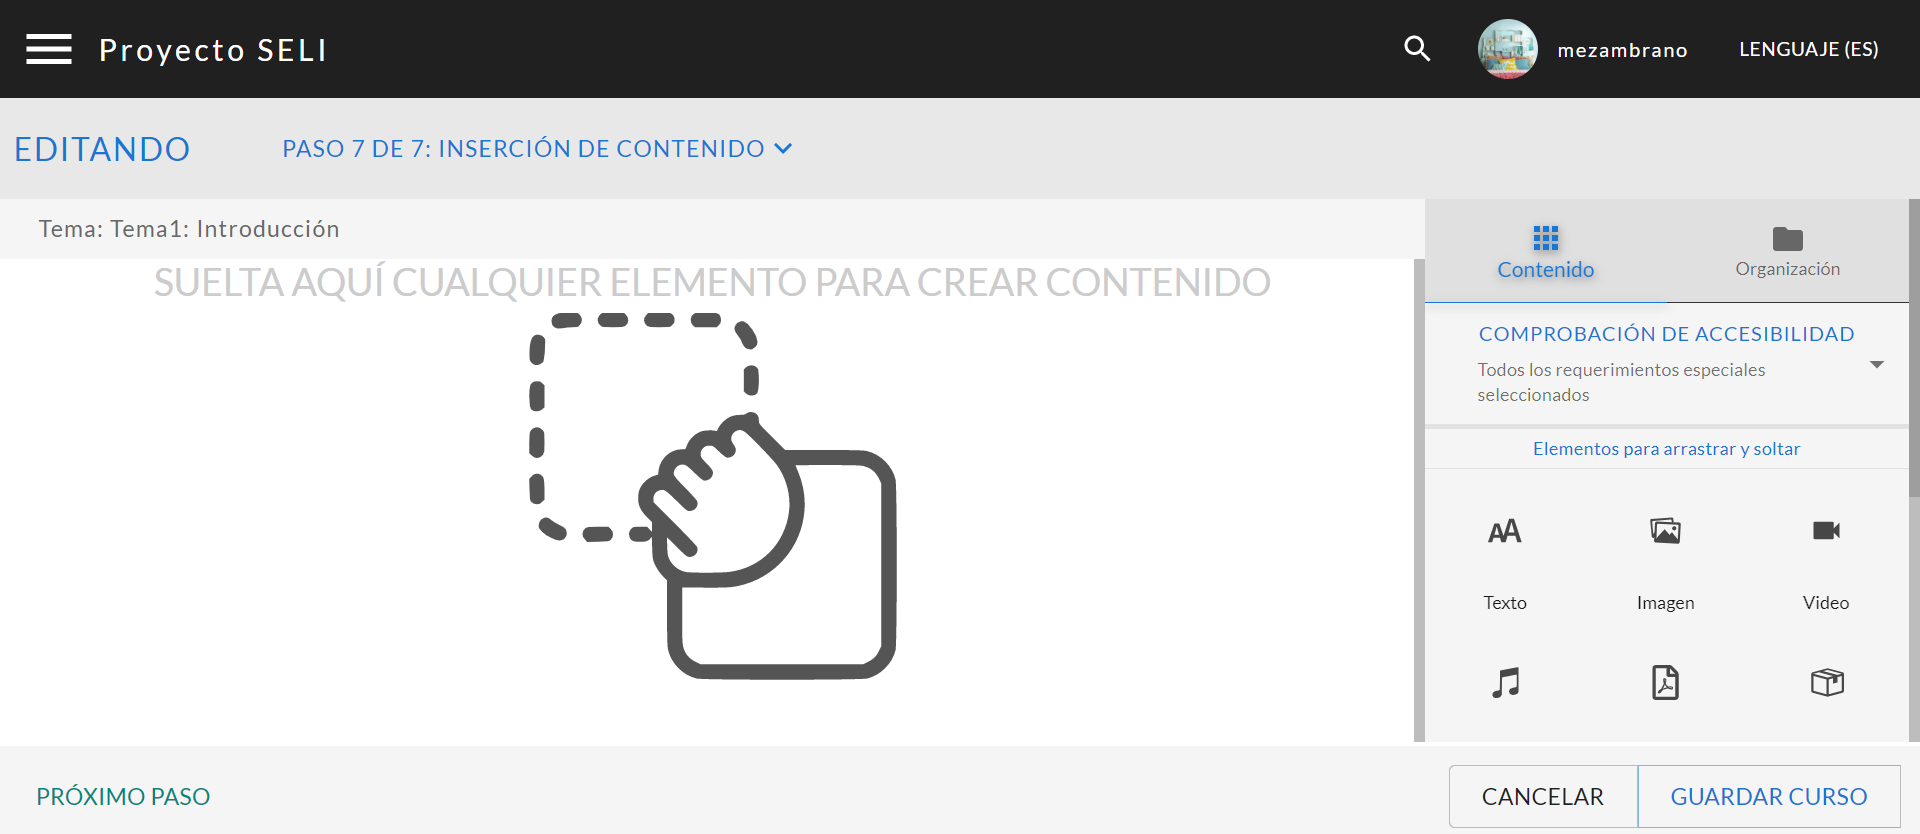 Proyecto SELI
mezambrano
LENGUAJE (ES)
EDITANDO
PASO 7 DE 7: INSERCIÓN DE CONTENIDO
Tema: Tema1: Introducción
SUELTA AQUÍ CUALQUIER ELEMENTO PARA CREAR CONTENIDO
Contenido
Organización
COMPROBACIÓN DE ACCESIBILIDAD
Todos los requerimientos especiales
seleccionados
Elementos para arrastrar y soltar
AA
Texto
Imagen
Video
PRÓXIMO PASO
CANCELAR
GUARDAR CURSO